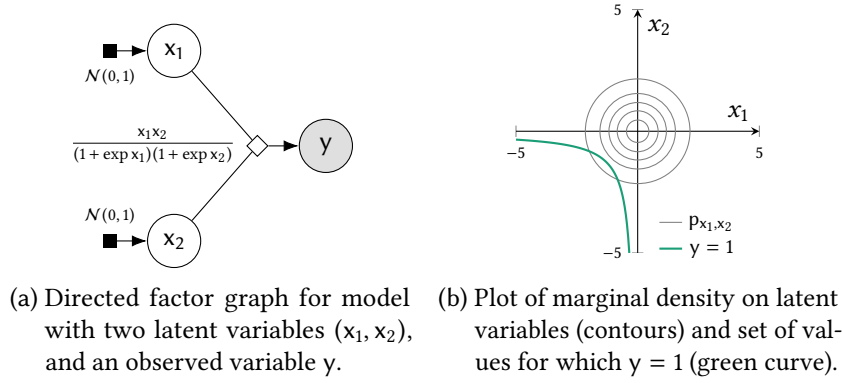 x₁
N(0, 1)
x₁x₂
(1 + exp x₁)(1 + exp x₂)
y
N(0, 1)
x₂
5
x₂
x₁
−5
5
p_{x₁,x₂}
y = 1
−5
(a) Directed factor graph for model
with two latent variables (x₁, x₂),
and an observed variable y.
(b) Plot of marginal density on latent
variables (contours) and set of val-
ues for which y = 1 (green curve).